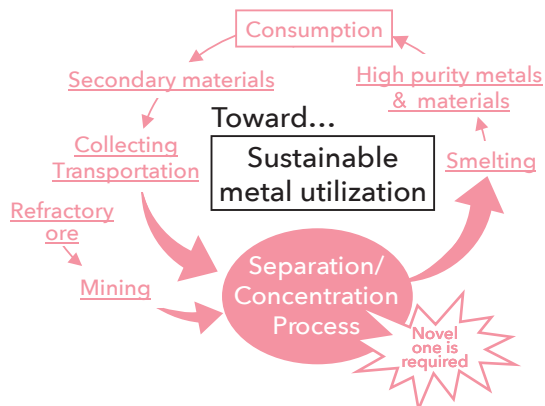 Consumption
Secondary materials
High purity metals
& materials
Toward...
Collecting
Transportation
Sustainable
metal utilization
Smelting
Refractory
ore
Mining
Separation/
Concentration
Process
Novel
one is
required